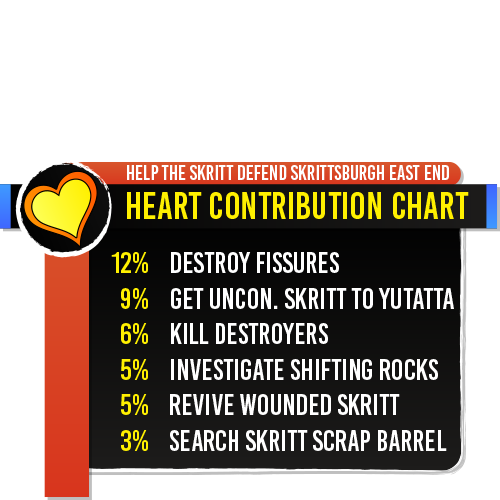 HELP THE SKRITT DEFEND SKRITTSBURGH EAST END
HEART CONTRIBUTION CHART
12% DESTROY FISSURES
9% GET UNCON. SKRITT TO YUTATTA
6% KILL DESTROYERS
5% INVESTIGATE SHIFTING ROCKS
5% REVIVE WOUNDED SKRITT
3% SEARCH SKRITT SCRAP BARREL